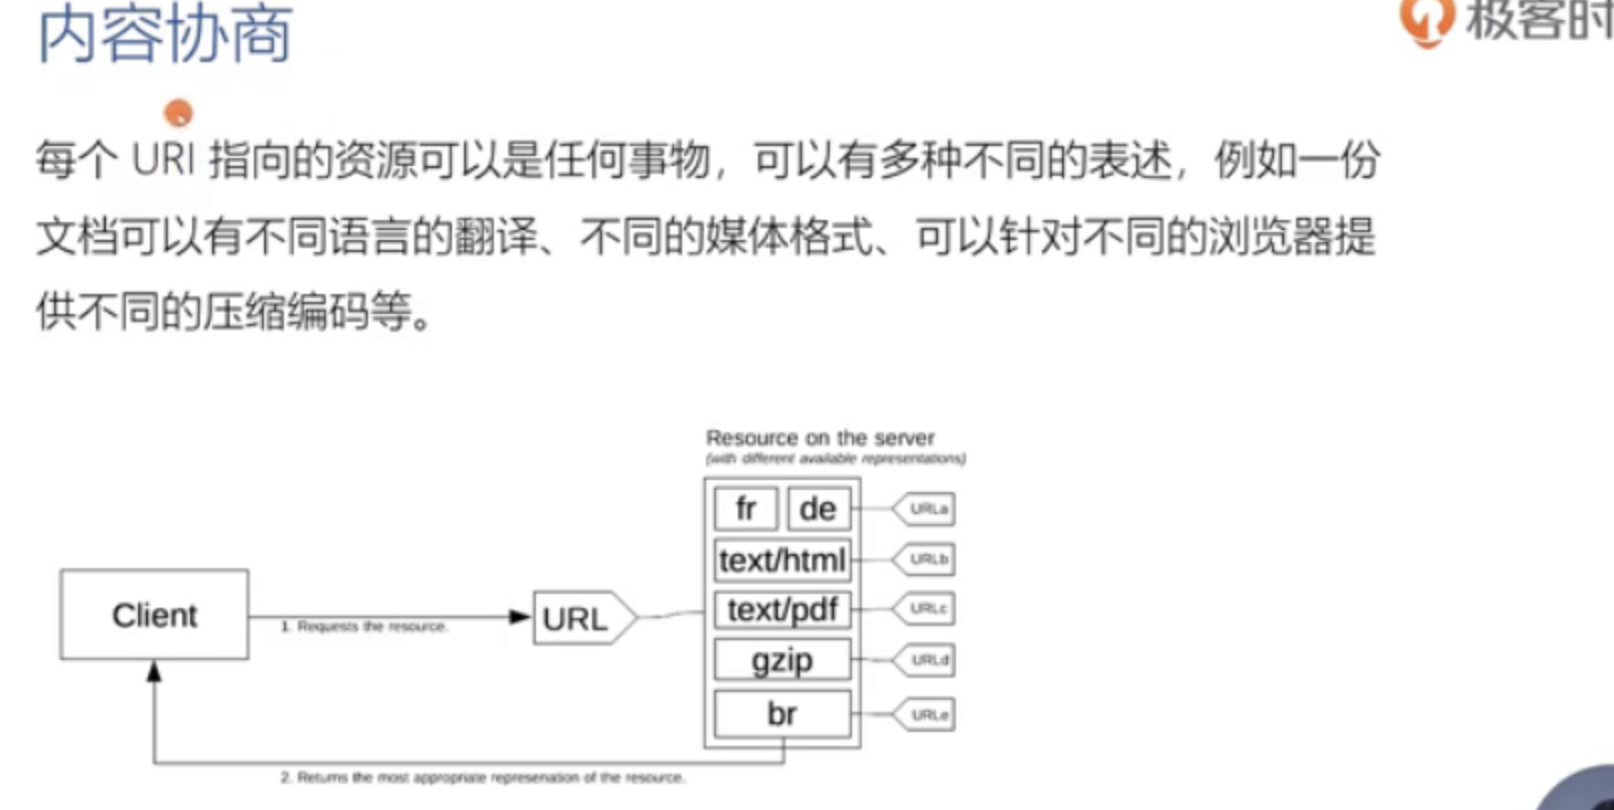 内容协商
极客时
每个 URI 指向的资源可以是任何事物，可以有多种不同的表述，例如一份
文档可以有不同语言的翻译、不同的媒体格式、可以针对不同的浏览器提
供不同的压缩编码等。
Resource on the server
(with different available representations)
fr de URLa
text/html URLb
Client
1. Requests the resource.
URL
text/pdf URLc
gzip URLd
br URLe
2. Returns the most appropriate represenation of the resource.